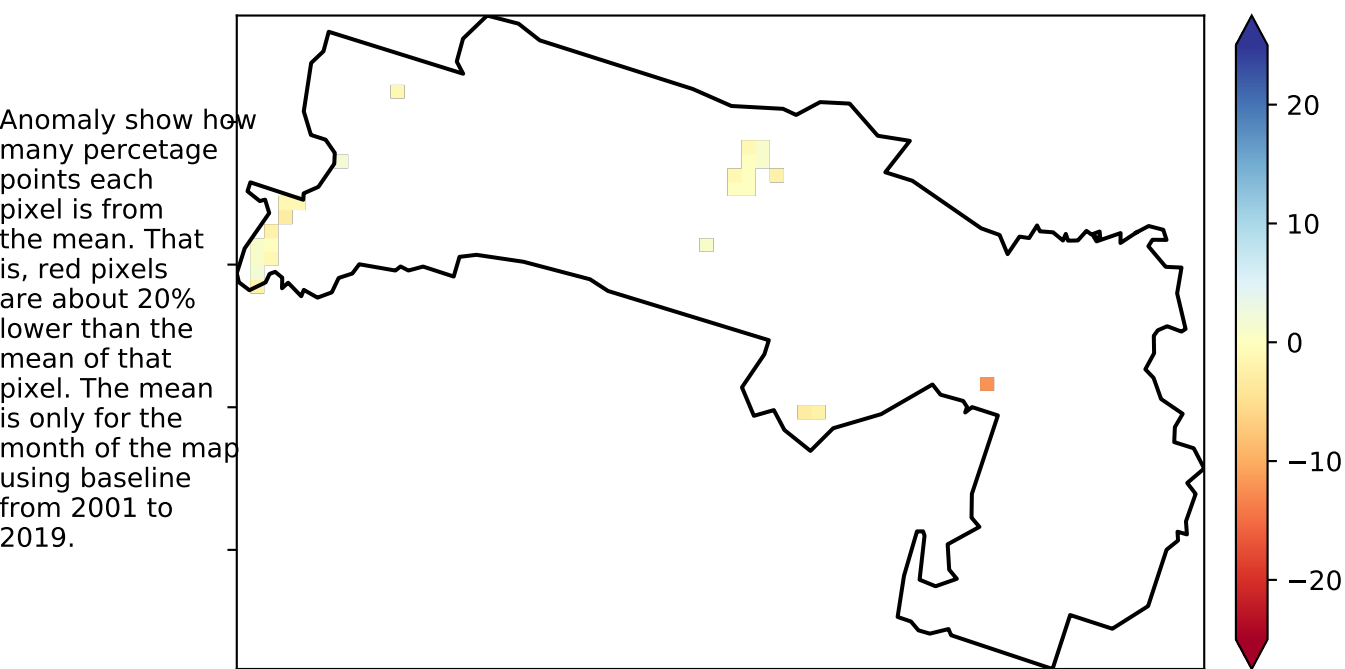 Anomaly show how
many percetage
points each
pixel is from
the mean. That
is, red pixels
are about 20%
lower than the
mean of that
pixel. The mean
is only for the
month of the map
using baseline
from 2001 to
2019.
20
10
0
−10
−20